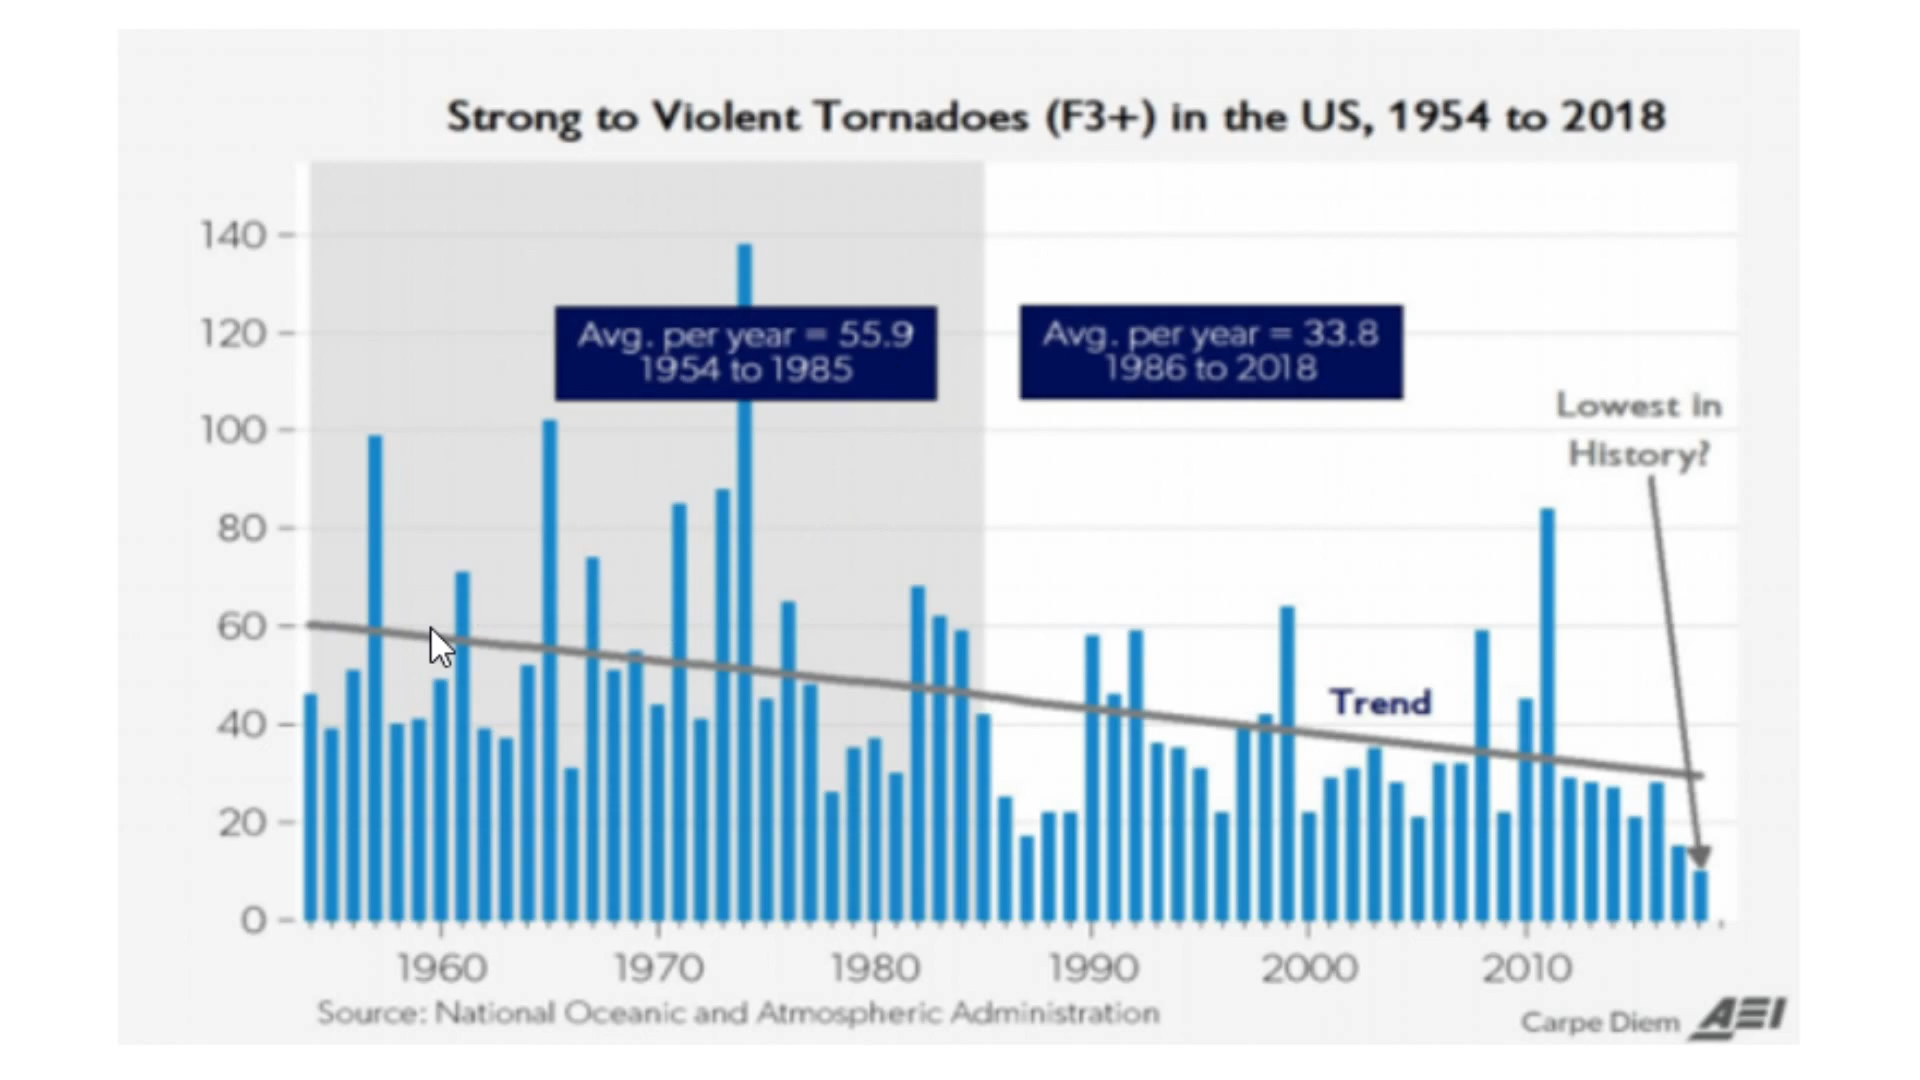 Strong to Violent Tornadoes (F3+) in the US, 1954 to 2018
140
120
100
80
60
40
20
0
Avg. per year = 55.9
1954 to 1985
Avg. per year = 33.8
1986 to 2018
Lowest in
History?
Trend
1960 1970 1980 1990 2000 2010
Source: National Oceanic and Atmospheric Administration
Carpe Diem AEI